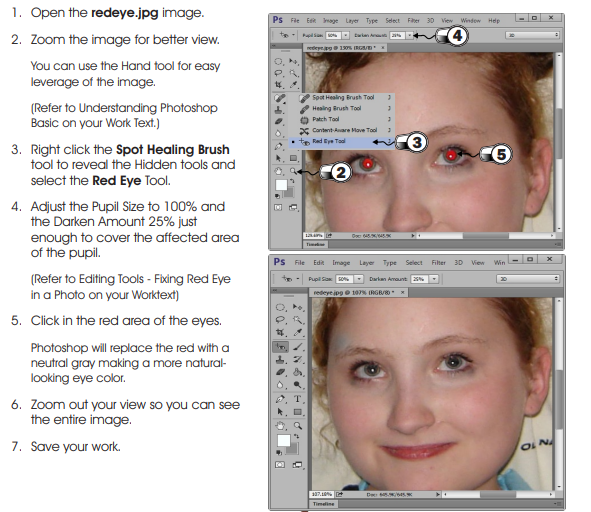 1. Open the redeye.jpg image.
2. Zoom the image for better view.
You can use the Hand tool for easy
leverage of the image.
(Refer to Understanding Photoshop
Basic on your Work Text.)
3. Right click the Spot Healing Brush
tool to reveal the Hidden tools and
select the Red Eye Tool.
4. Adjust the Pupil Size to 100% and
the Darken Amount 25% just
enough to cover the affected area
of the pupil.
(Refer to Editing Tools - Fixing Red Eye
in a Photo on your Worktext)
5. Click in the red area of the eyes.
Photoshop will replace the red with a
neutral gray making a more natural-
looking eye color.
6. Zoom out your view so you can see
the entire image.
7. Save your work.
Ps File Edit Image Layer Type Select Filter 3D View Window Help
Pupil Size: 50% Darken Amount: 25% 4 3D
redeye.jpg @ 130% (RGB/8) * ×
Spot Healing Brush Tool J
Healing Brush Tool J
Patch Tool J
Content-Aware Move Tool J
Red Eye Tool J
3
5
2
129.69% Doc: 645.9K/645.9K
Timeline
Ps File Edit Image Layer Type Select Filter 3D View Win
Pupil Size: 50% Darken Amount: 25% 3D
redeye.jpg @ 107% (RGB/8) * ×
OL NA
107.18% Doc: 645.9K/645.9K
Timeline